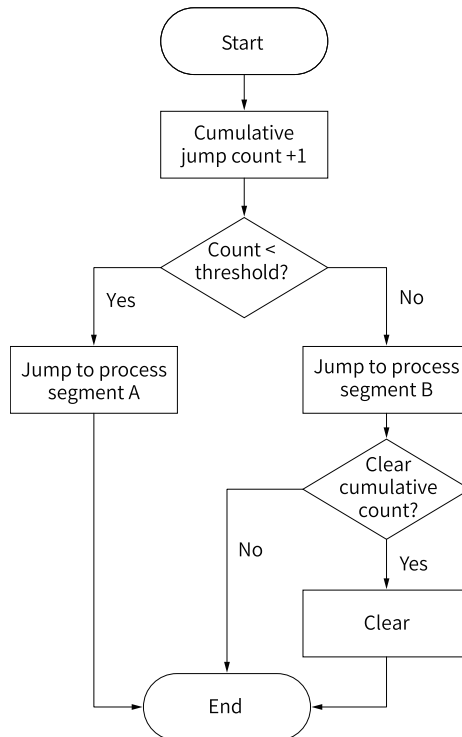 Start
Cumulative
jump count +1
Count <
threshold?
Yes
No
Jump to process
segment A
Jump to process
segment B
Clear
cumulative
count?
No
Yes
Clear
End